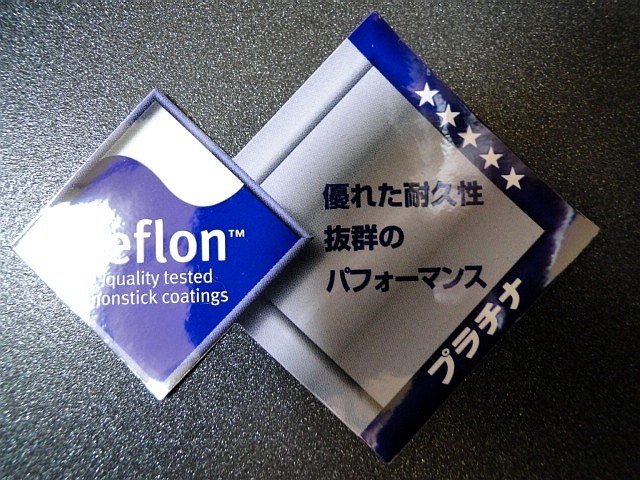 eflon™
quality tested
nonstick coatings
優れた耐久性
抜群の
パフォーマンス
プラチナ